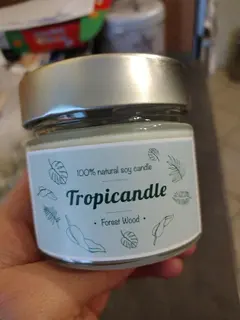 100% natural soy candle
Tropicandle
• Forest Wood •